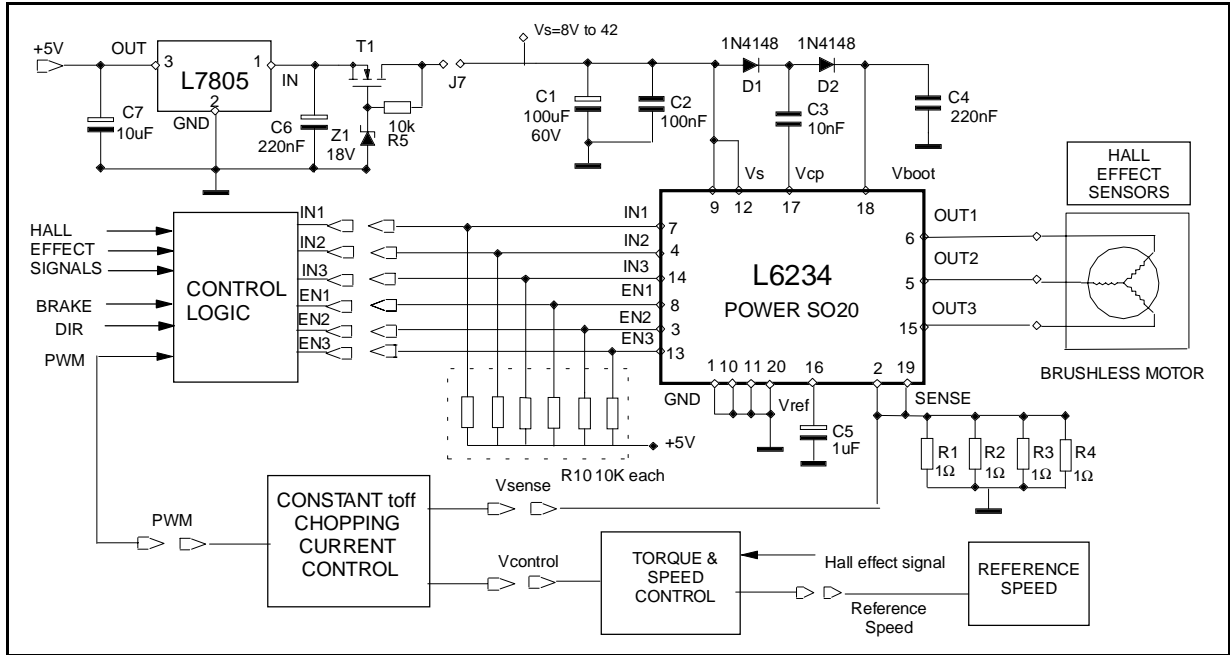 Vs=8V to 42
+5V
OUT
3
L7805
1
IN
2
GND
T1
J7
C7
10uF
C6
220nF
Z1
18V
10k
R5
C1
100uF
60V
C2
100nF
1N4148
D1
1N4148
D2
C3
10nF
C4
220nF
Vs
Vcp
Vboot
9
12
17
18
HALL
EFFECT
SENSORS
HALL
EFFECT
SIGNALS
BRAKE
DIR
PWM
CONTROL
LOGIC
IN1
IN2
IN3
EN1
EN2
EN3
IN1
7
IN2
4
IN3
14
EN1
8
EN2
3
EN3
13
L6234
POWER SO20
OUT1
6
OUT2
5
OUT3
15
BRUSHLESS MOTOR
1
10
11
20
16
2
19
GND
Vref
SENSE
C5
1uF
+5V
R10 10K each
R1
1Ω
R2
1Ω
R3
1Ω
R4
1Ω
PWM
CONSTANT toff
CHOPPING
CURRENT
CONTROL
Vsense
Vcontrol
TORQUE &
SPEED
CONTROL
Hall effect signal
Reference
Speed
REFERENCE
SPEED